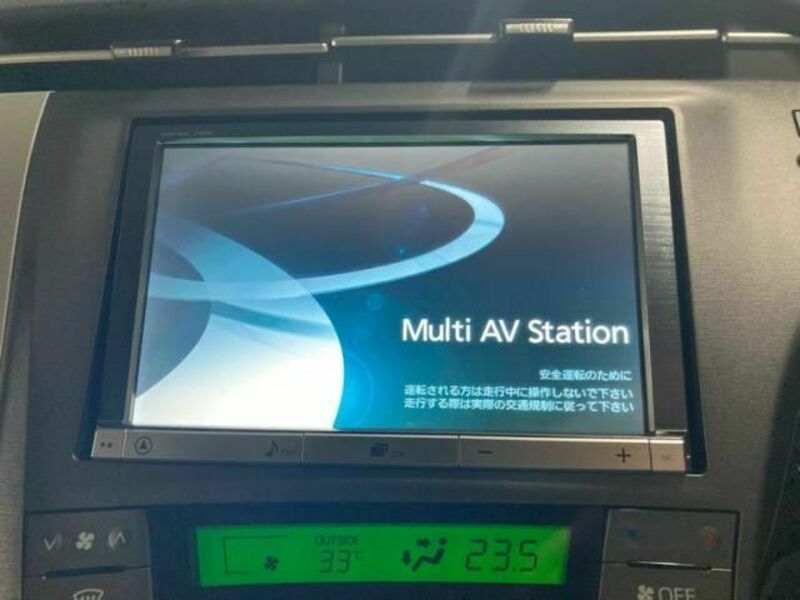 Multi AV Station
安全運転のために
運転される方は走行中に操作しないで下さい
走行する際は実際の交通規制に従って下さい
− +
OUTSIDE
33℃ 23.5
OFF